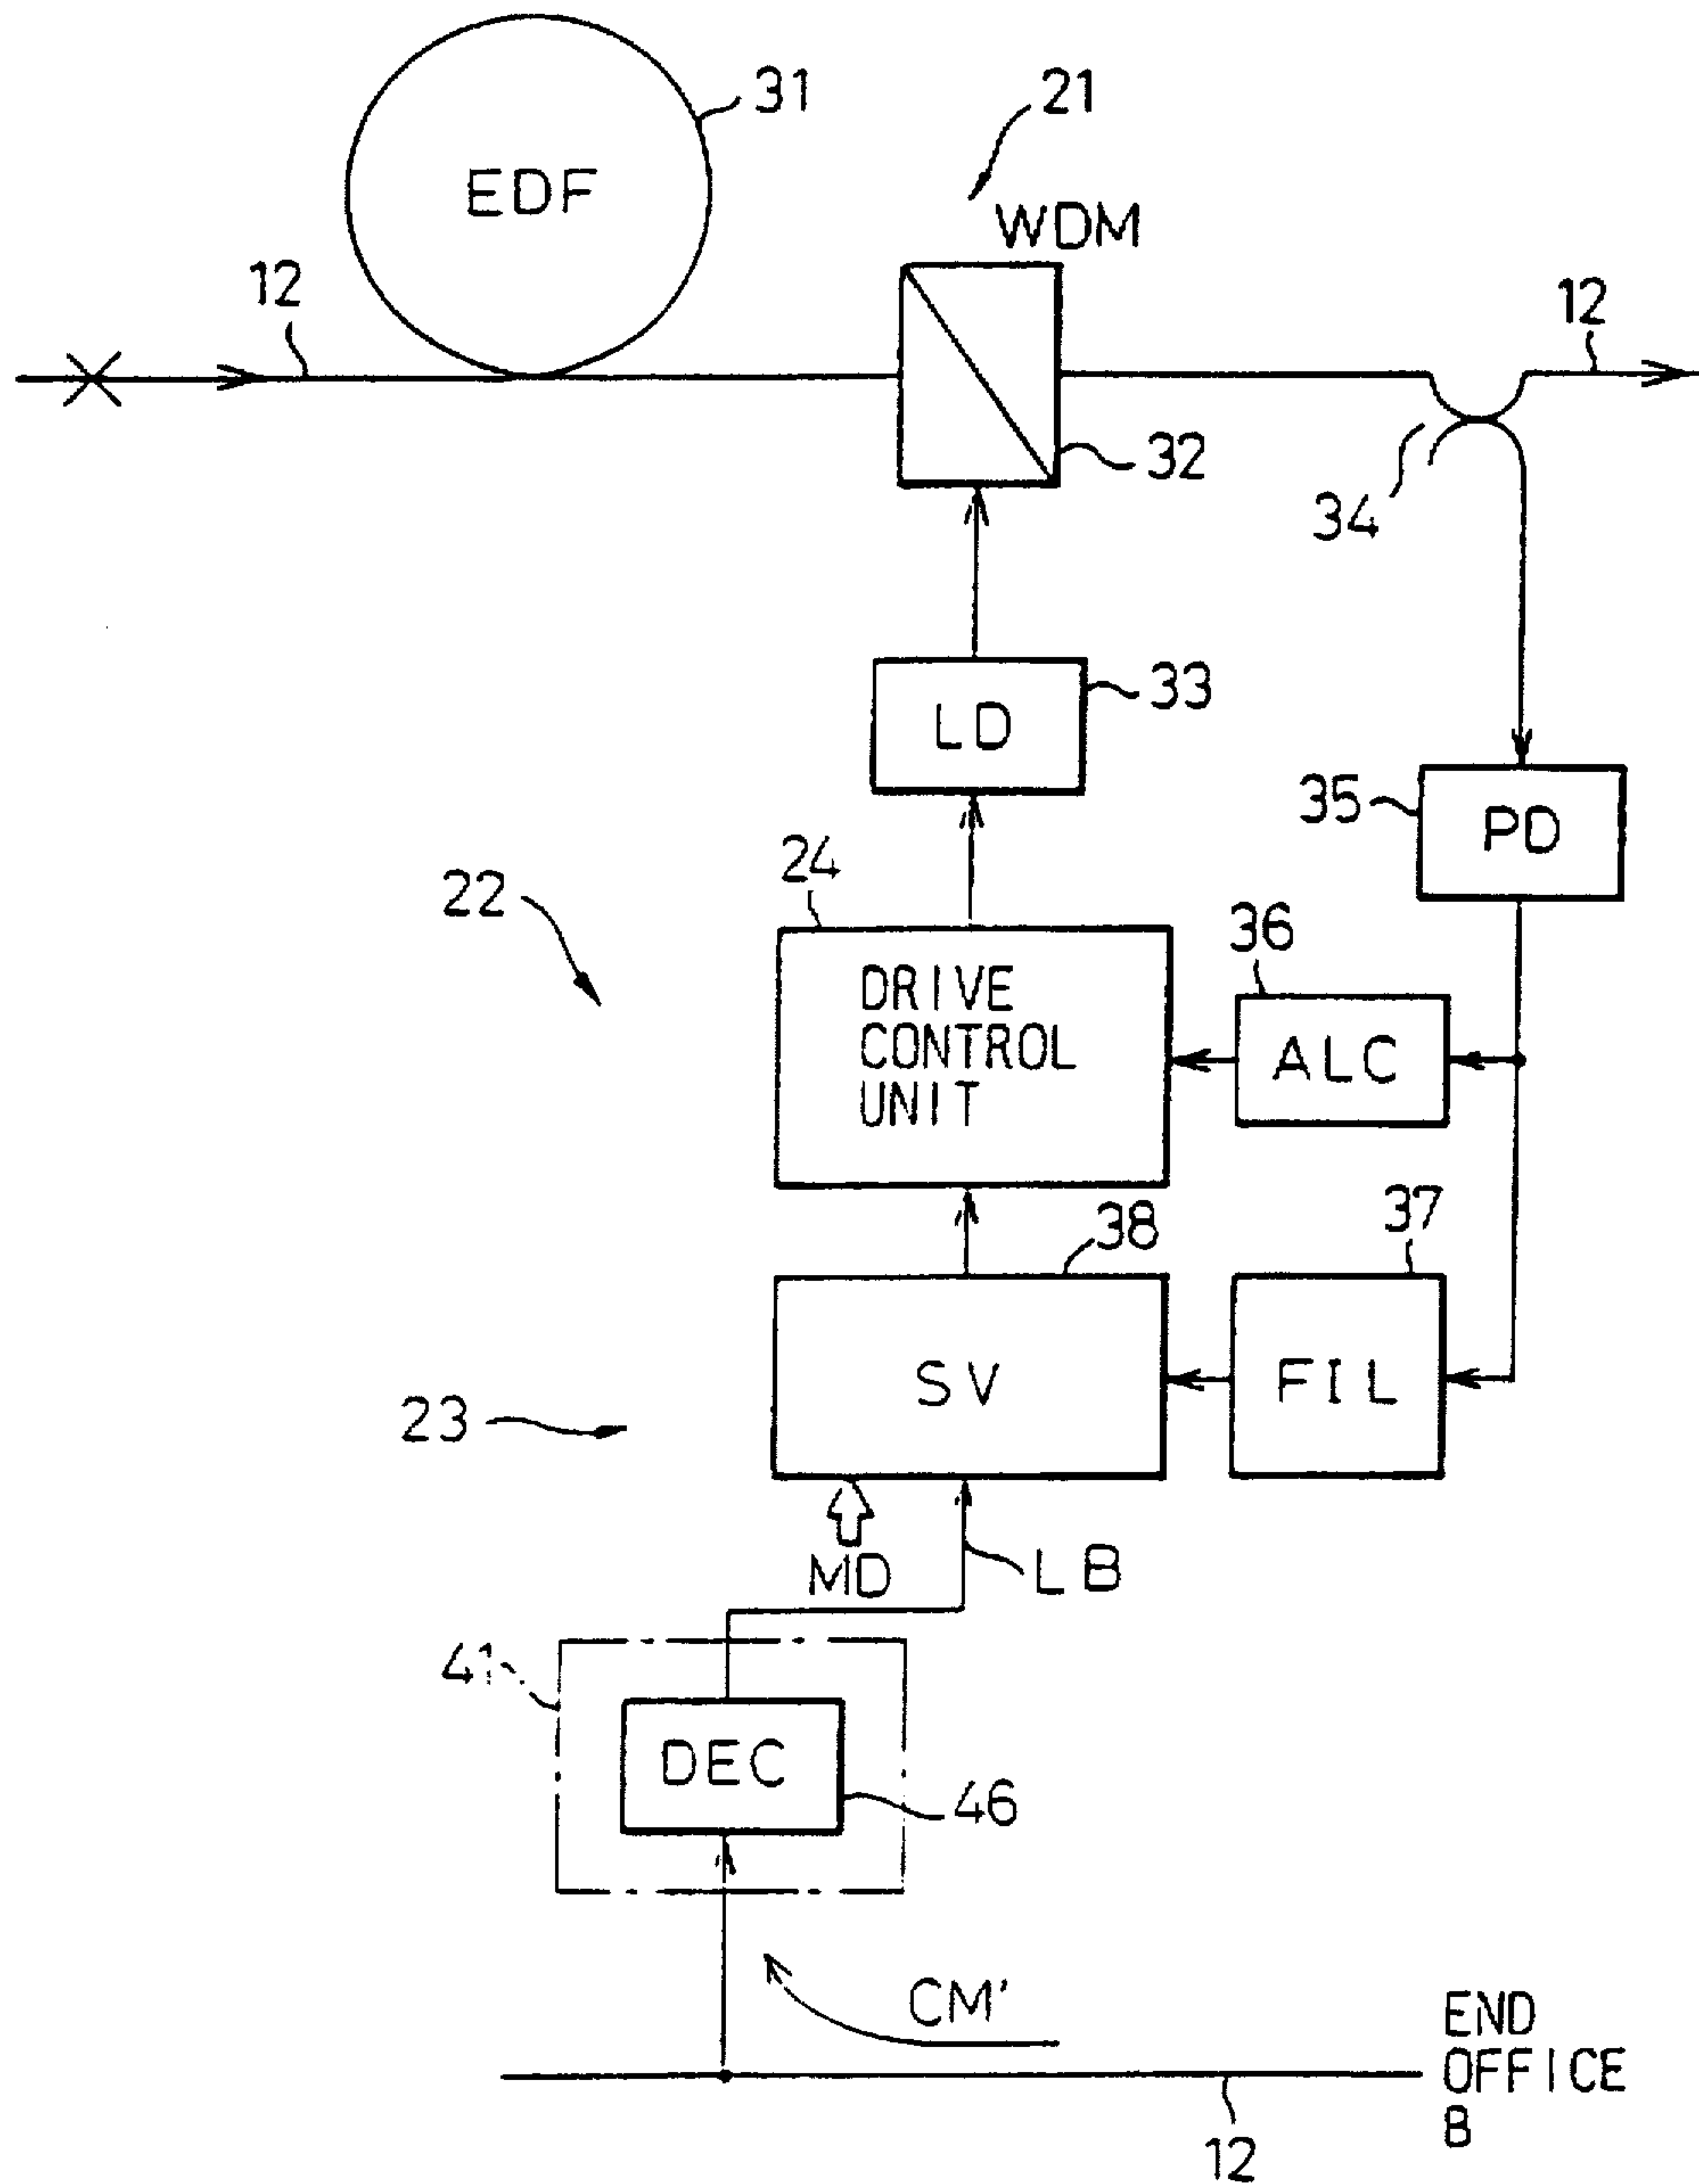 31
EDF
21
WDM
12
12
32
34
LD
33
35
PD
24
22
36
DRIVE
CONTROL
UNIT
ALC
38
37
SV
FIL
23
MD
LB
41
DEC
46
CM'
END
OFFICE
B
12